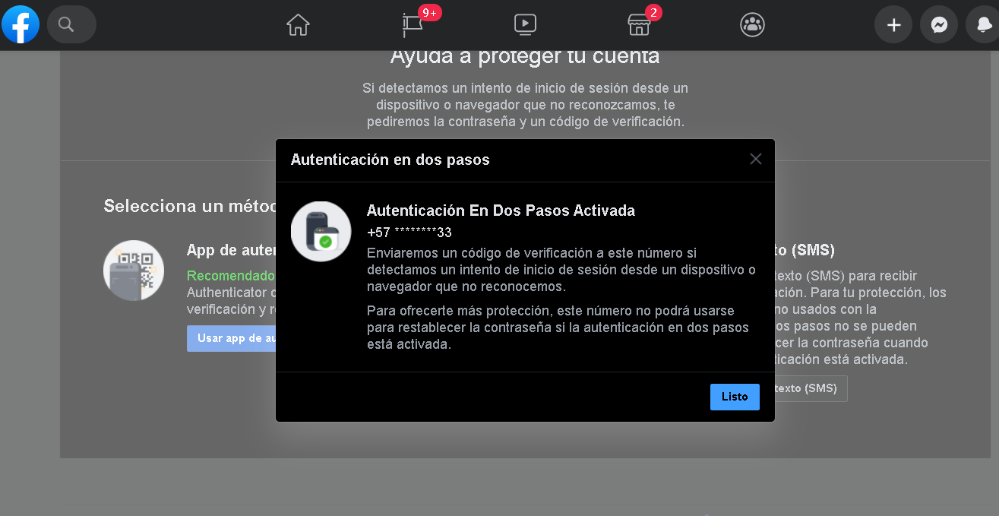 f
9+
2
Ayuda a proteger tu cuenta
Si detectamos un intento de inicio de sesión desde un
dispositivo o navegador que no reconozcamos, te
pediremos la contraseña y un código de verificación.
Autenticación en dos pasos
Autenticación En Dos Pasos Activada
+57 ********33
Enviaremos un código de verificación a este número si
detectamos un intento de inicio de sesión desde un dispositivo o
navegador que no reconocemos.
Para ofrecerte más protección, este número no podrá usarse
para restablecer la contraseña si la autenticación en dos pasos
está activada.
Listo
Selecciona un métoc
App de auter
Recomendado
Authenticator
verificación y
Usar app de au
to (SMS)
texto (SMS) para recibir
ación. Para tu protección, los
no usados con la
os pasos no se pueden
cer la contraseña cuando
ticación está activada.
texto (SMS)